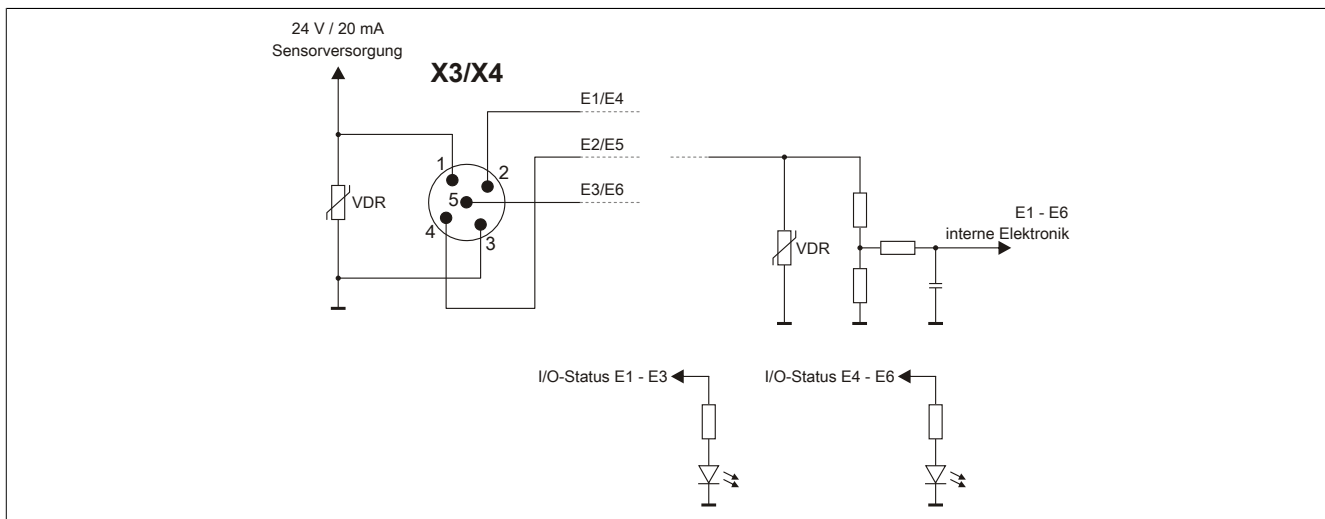 24 V / 20 mA
Sensorversorgung
X3/X4
E1/E4
E2/E5
E3/E6
1
2
5
4
3
VDR
VDR
E1 - E6
interne Elektronik
I/O-Status E1 - E3
I/O-Status E4 - E6